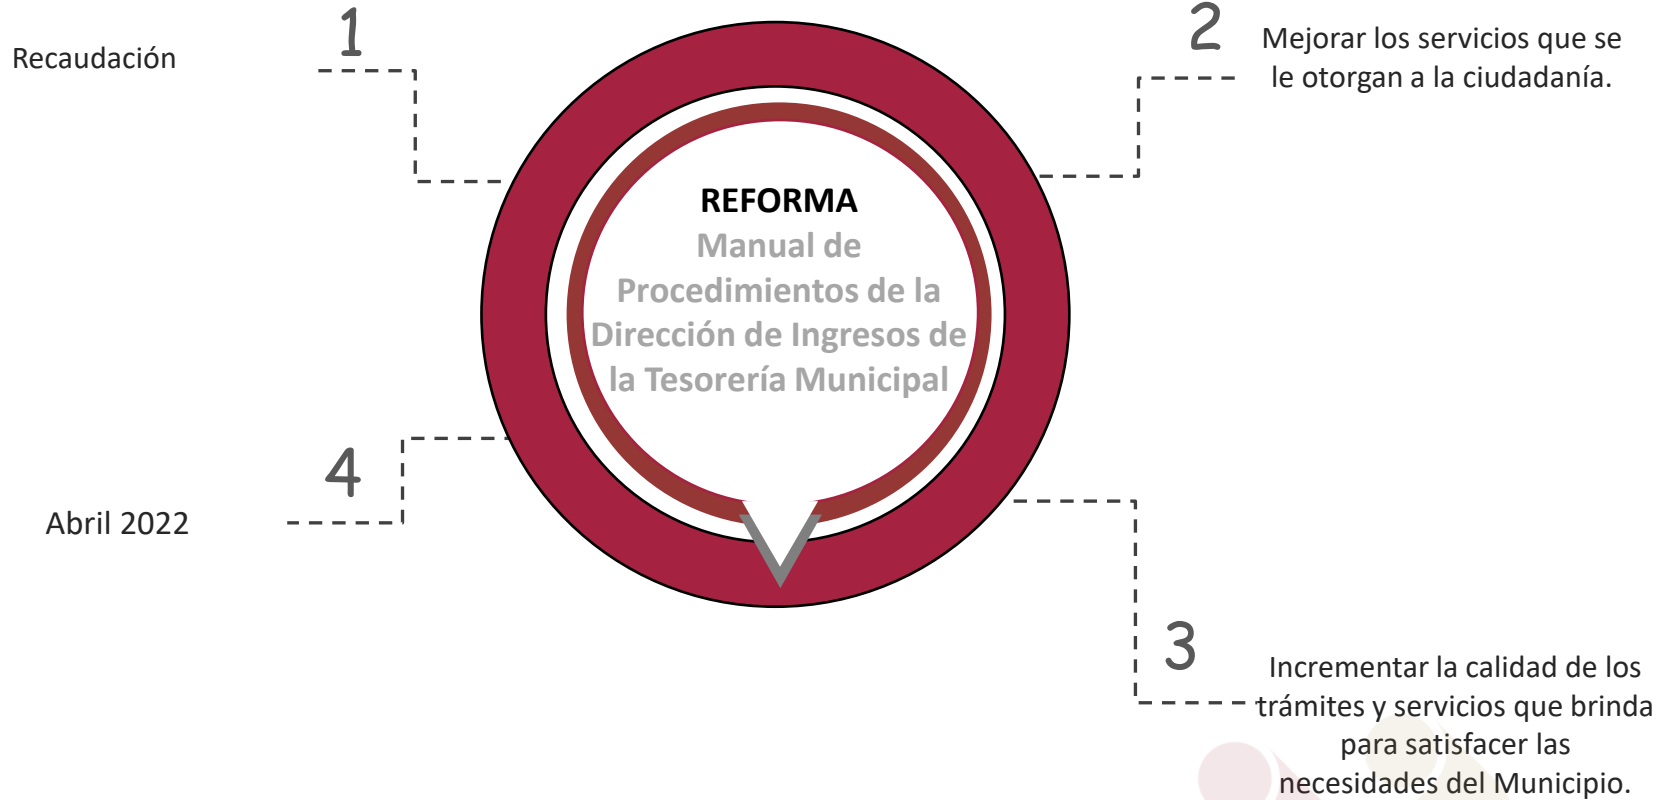 1
Recaudación
2
Mejorar los servicios que se
le otorgan a la ciudadanía.
REFORMA
Manual de
Procedimientos de la
Dirección de Ingresos de
la Tesorería Municipal
4
Abril 2022
3
Incrementar la calidad de los
trámites y servicios que brinda
para satisfacer las
necesidades del Municipio.